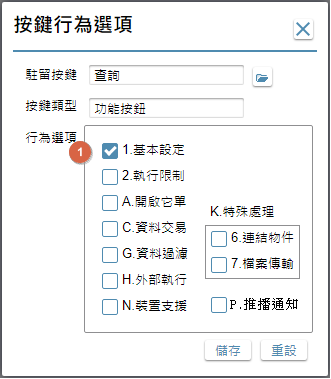 按鍵行為選項
駐留按鍵 查詢
按鍵類型 功能按鈕
行為選項
1 1.基本設定
2.執行限制
A.開啟它單
C.資料交易
G.資料過濾
H.外部執行
N.裝置支援
K.特殊處理
6.連結物件
7.檔案傳輸
P.推播通知
儲存 重設